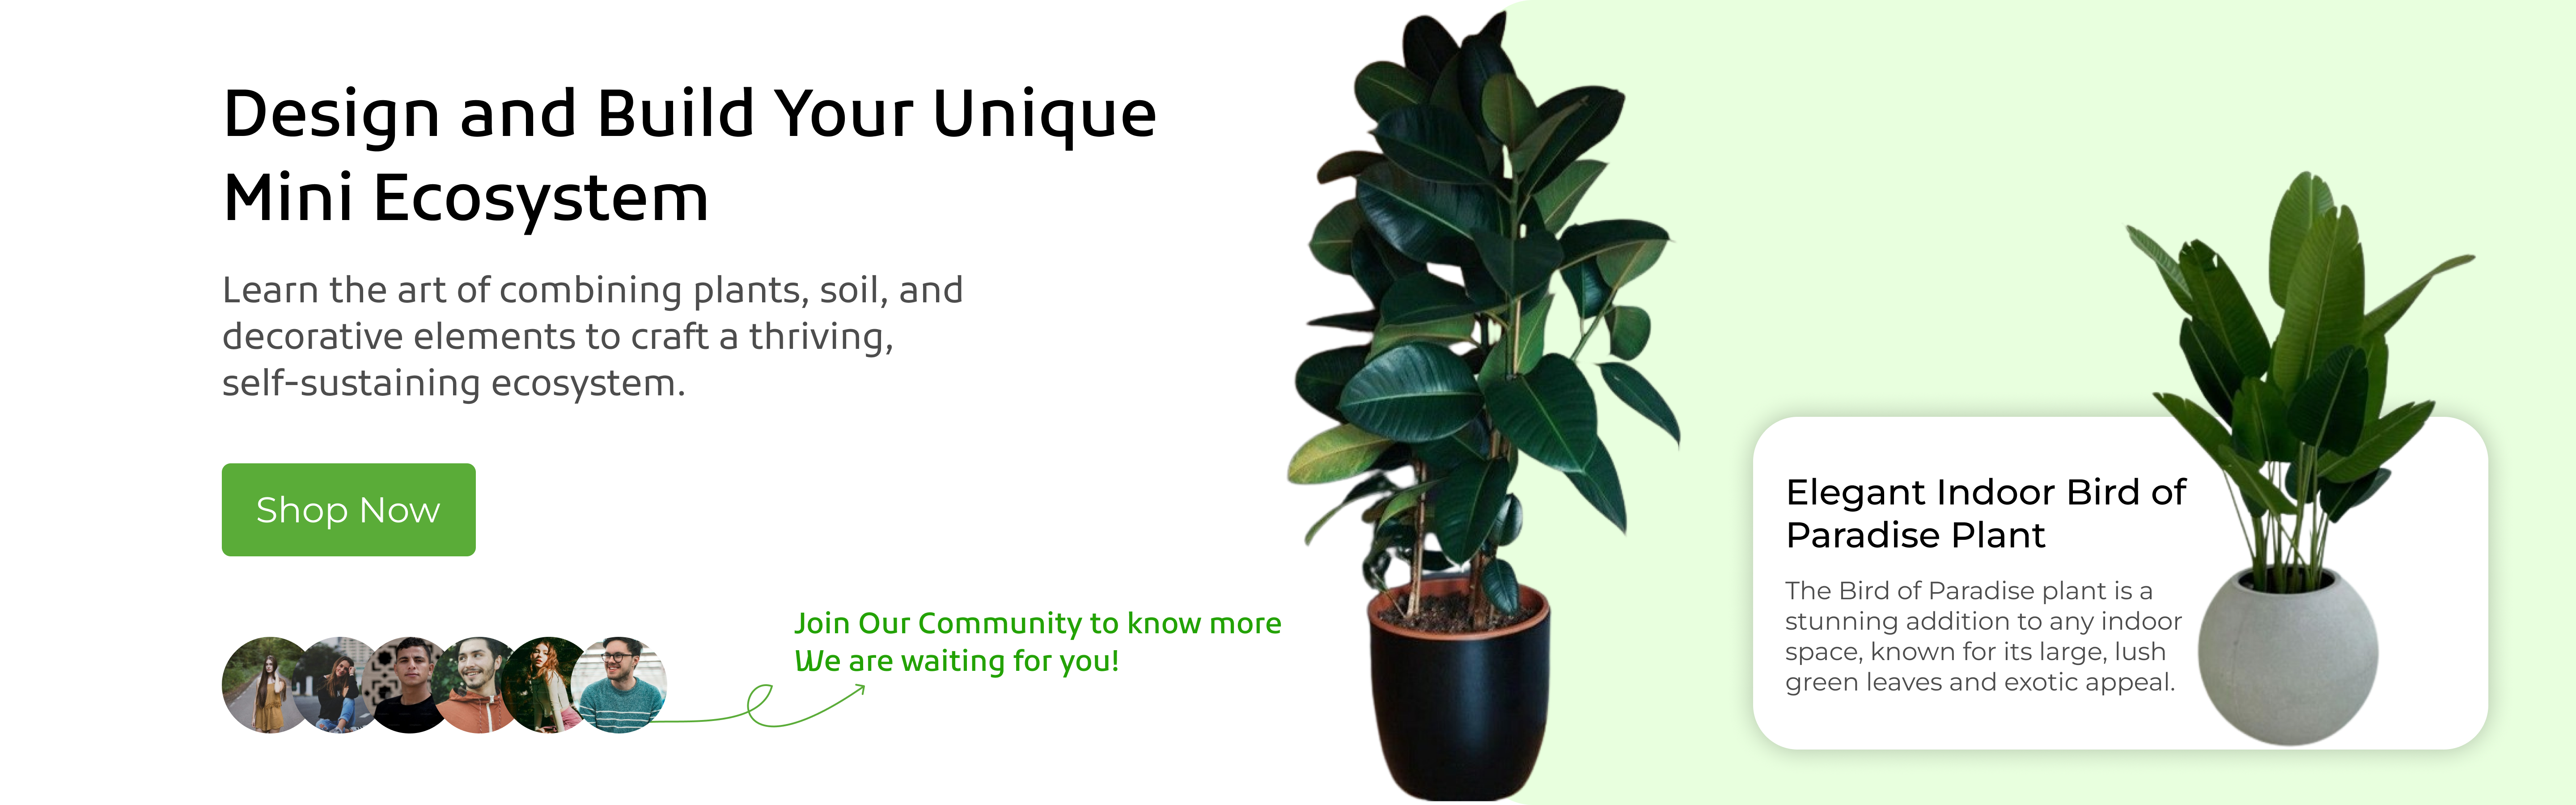 Design and Build Your Unique
Mini Ecosystem
Learn the art of combining plants, soil, and
decorative elements to craft a thriving,
self-sustaining ecosystem.
Shop Now
Join Our Community to know more
We are waiting for you!
Elegant Indoor Bird of
Paradise Plant
The Bird of Paradise plant is a
stunning addition to any indoor
space, known for its large, lush
green leaves and exotic appeal.